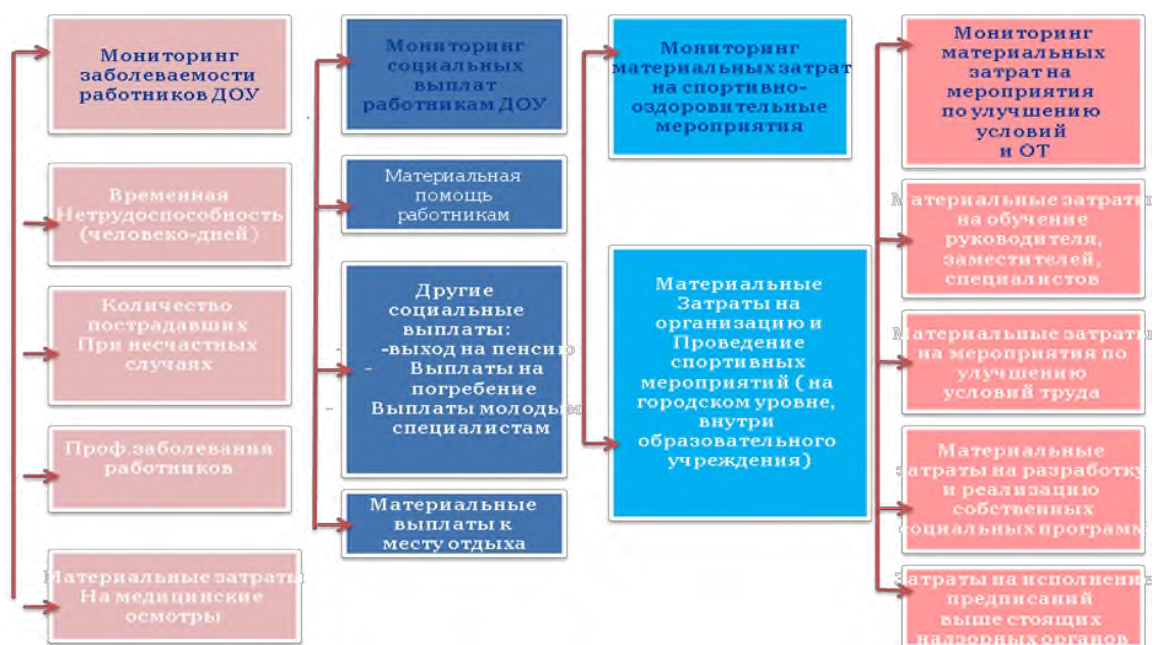 Мониторинг
заболеваемости
работников ДОУ
Временная
Нетрудоспособность
(человеко-дней)
Количество
пострадавших
При несчастных
случаях
Проф.заболевания
работников
Материальные затраты
На медицинские
осмотры
Мониторинг
социальных
выплат
работникам ДОУ
Материальная
помощь
работникам
Другие
социальные
выплаты:
-выход на пенсию
- Выплаты на
погребение
- Выплаты молодым
специалистам
Материальные
выплаты к
месту отдыха
Мониторинг
материальных затрат
на спортивно-
оздоровительные
мероприятия
Материальные
Затраты на
организацию и
Проведение
спортивных
мероприятий ( на
городском уровне,
внутри
образовательного
учреждения)
Мониторинг
материальных
затрат на
мероприятия
по улучшению
условий
и ОТ
Материальные затраты
на обучение
руководителя,
заместителей,
специалистов
Материальные затраты
на мероприятия по
улучшению
условий труда
Материальные
затраты на разработку
и реализацию
собственных
социальных программ
Затраты на исполнение
предписаний
выше стоящих
надзорных органов